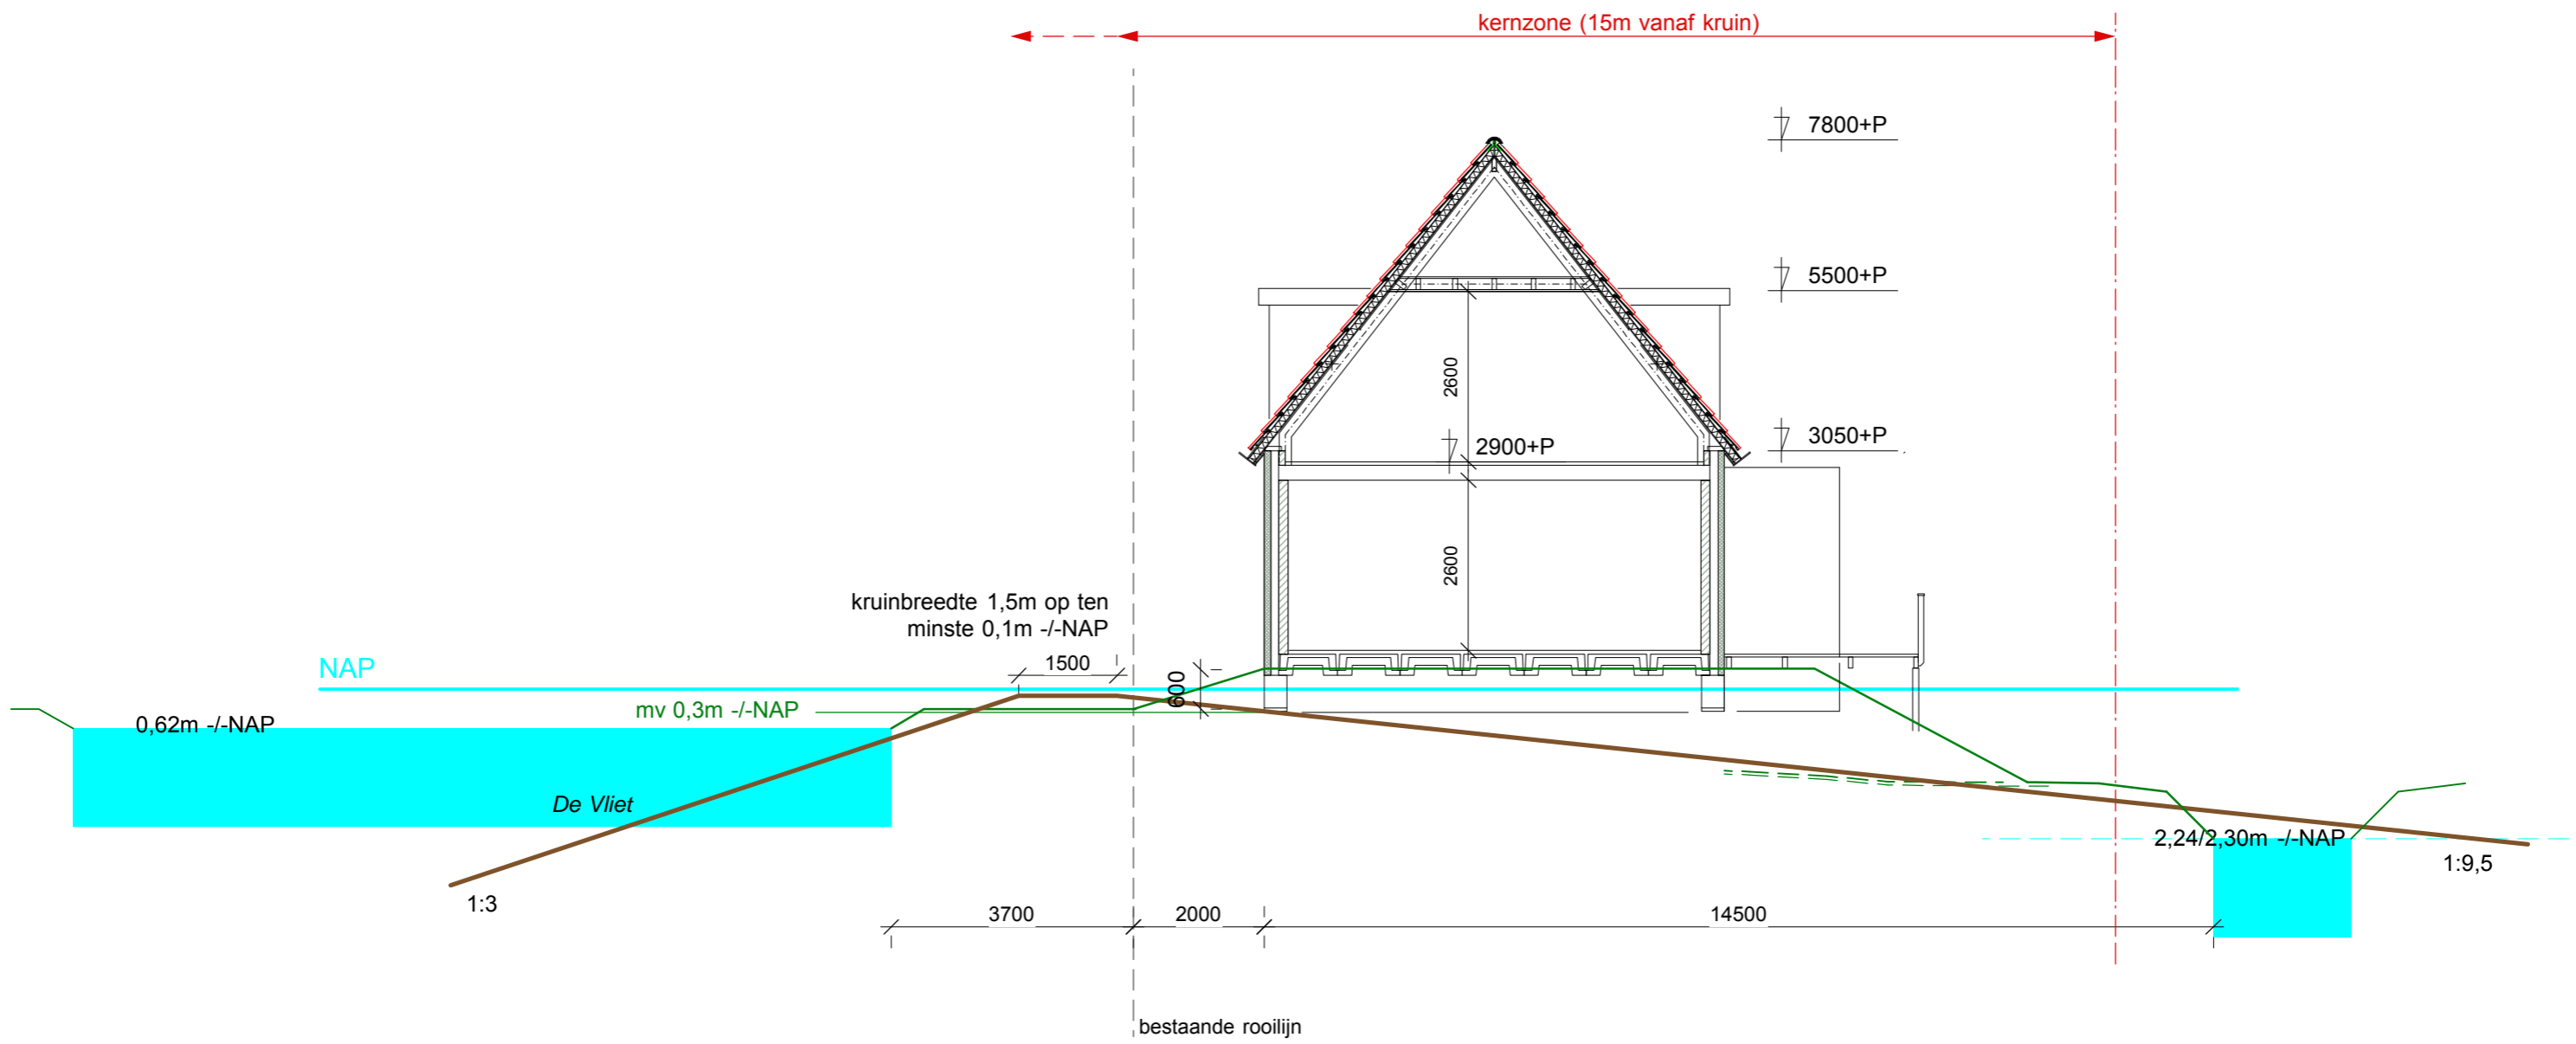 kernzone (15m vanaf kruin)
7800+P
5500+P
2600
2900+P
3050+P
2600
kruinbreedte 1,5m op ten
minste 0,1m -/-NAP
1500
NAP
600
mv 0,3m -/-NAP
0,62m -/-NAP
De Vliet
2,24/2,30m -/-NAP
1:9,5
1:3
3700
2000
14500
bestaande rooilijn